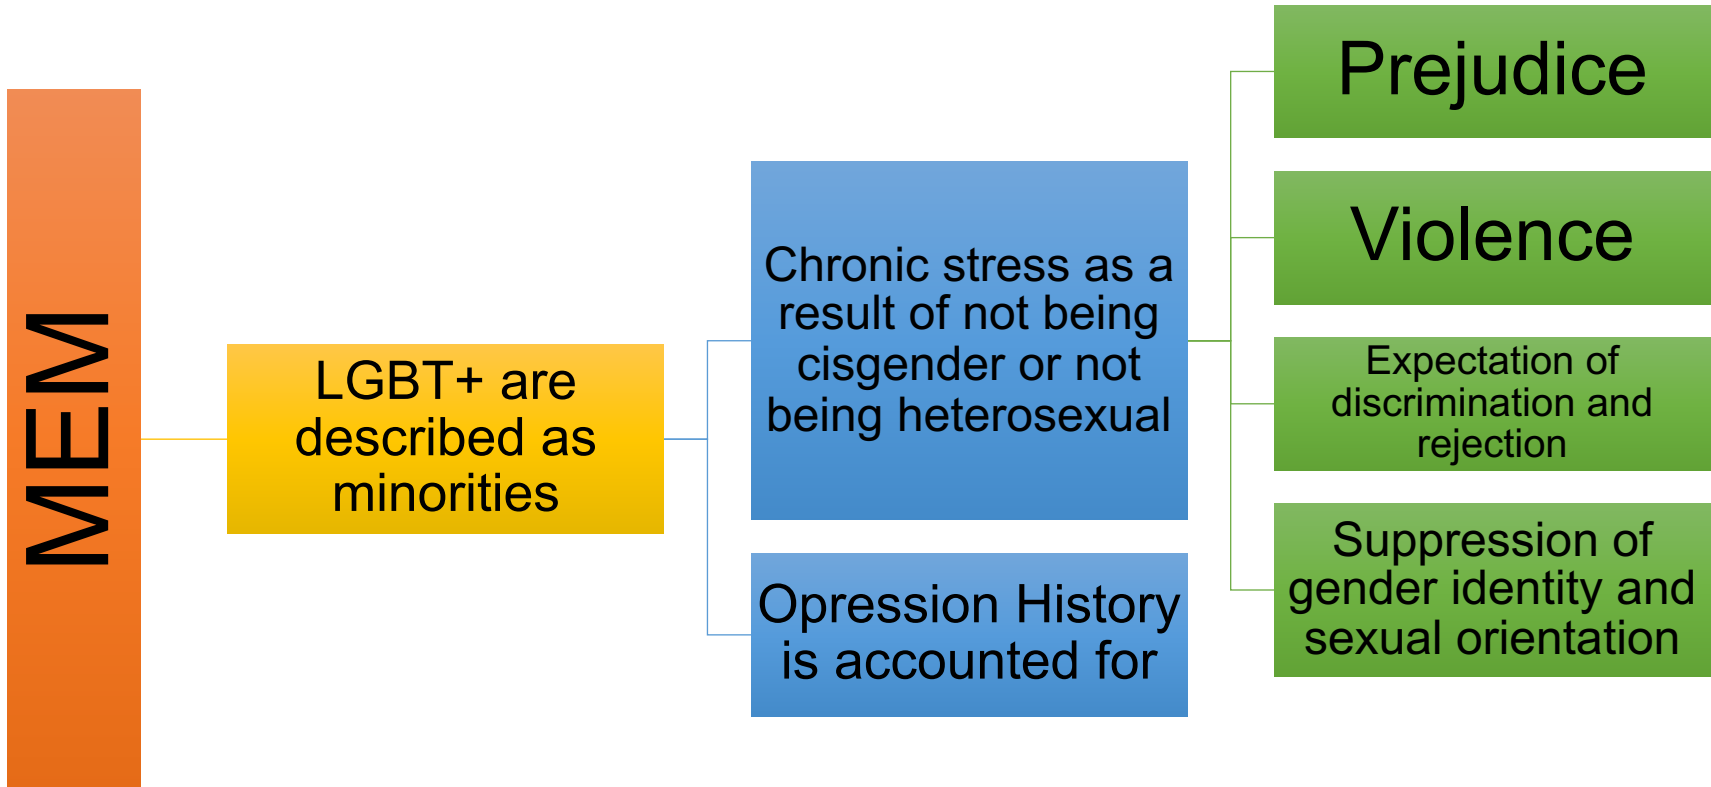 MEM
LGBT+ are
described as
minorities
Chronic stress as a
result of not being
cisgender or not
being heterosexual
Opression History
is accounted for
Prejudice
Violence
Expectation of
discrimination and
rejection
Suppression of
gender identity and
sexual orientation